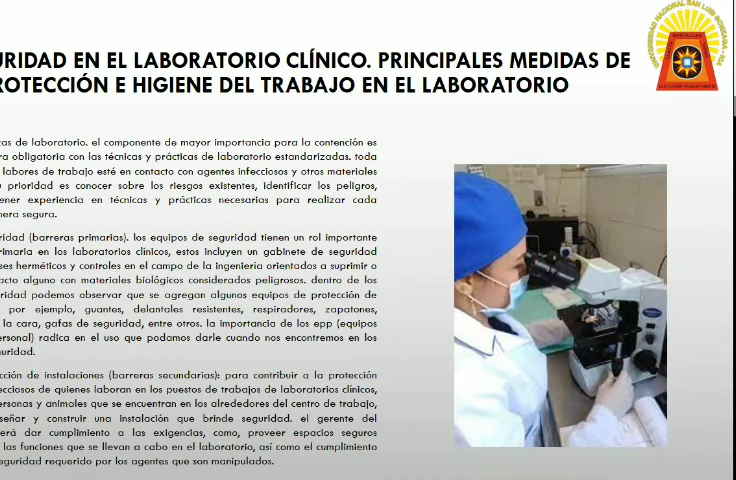 URIDAD EN EL LABORATORIO CLÍNICO. PRINCIPALES MEDIDAS DE
ROTECCIÓN E HIGIENE DEL TRABAJO EN EL LABORATORIO
UNIVERSIDAD NACIONAL SAN LUIS GONZAGA - ICA
cas de laboratorio. el componente de mayor importancia para la contención es
ra obligatoria con las técnicas y prácticas de laboratorio estandarizadas. toda
labores de trabajo esté en contacto con agentes infecciosos y otros materiales
u prioridad es conocer sobre los riesgos existentes, identificar los peligros,
ener experiencia en técnicas y prácticas necesarias para realizar cada
nera segura.
ridad (barreras primarias). los equipos de seguridad tienen un rol importante
rimaria en los laboratorios clínicos, estos incluyen un gabinete de seguridad
ses herméticos y controles en el campo de la ingenieria orientados a suprimir o
acto alguno con materiales biológicos considerados peligrosos. dentro de los
ridad podemos observar que se agregan algunos equipos de protección de
por ejemplo, guantes, delantales resistentes, respiradores, zapatones,
la cara, gafas de seguridad, entre otros. la importancia de los epp (equipos
ersonal) radica en el uso que podamos darle cuando nos encontremos en los
guridad.
cción de instalaciones (barreras secundarias): para contribuir a la protección
ecciosos de quienes laboran en los puestos de trabajos de laboratorios clínicos,
ersonas y animales que se encuentran en los alrededores del centro de trabajo,
señar y construir una instalación que brinde seguridad. el gerente del
erá dar cumplimiento a las exigencias, como, proveer espacios seguros
las funciones que se llevan a cabo en el laboratorio, así como el cumplimiento
eguridad requerido por los agentes que son manipulados.